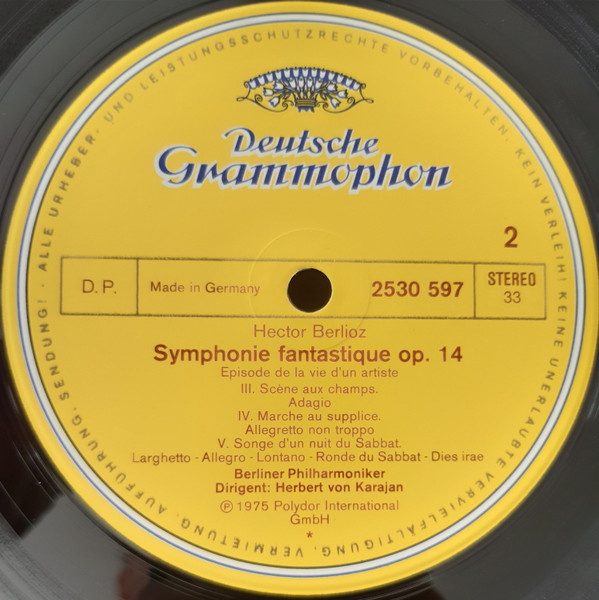 · ALLE URHEBER- UND LEISTUNGSSCHUTZRECHTE VORBEHALTEN · KEIN VERLEIH! KEINE UNERLAUBTE VERVIELFÄLTIGUNG, VERMIETUNG, AUFFÜHRUNG, SENDUNG!
Deutsche
Grammophon
2
D. P.
Made in Germany
2530 597
STEREO
33
Hector Berlioz
Symphonie fantastique op. 14
Episode de la vie d'un artiste
III. Scène aux champs.
Adagio
IV. Marche au supplice.
Allegretto non troppo
V. Songe d'un nuit du Sabbat.
Larghetto - Allegro - Lontano - Ronde du Sabbat - Dies irae
Berliner Philharmoniker
Dirigent: Herbert von Karajan
Ⓟ 1975 Polydor International
GmbH
*